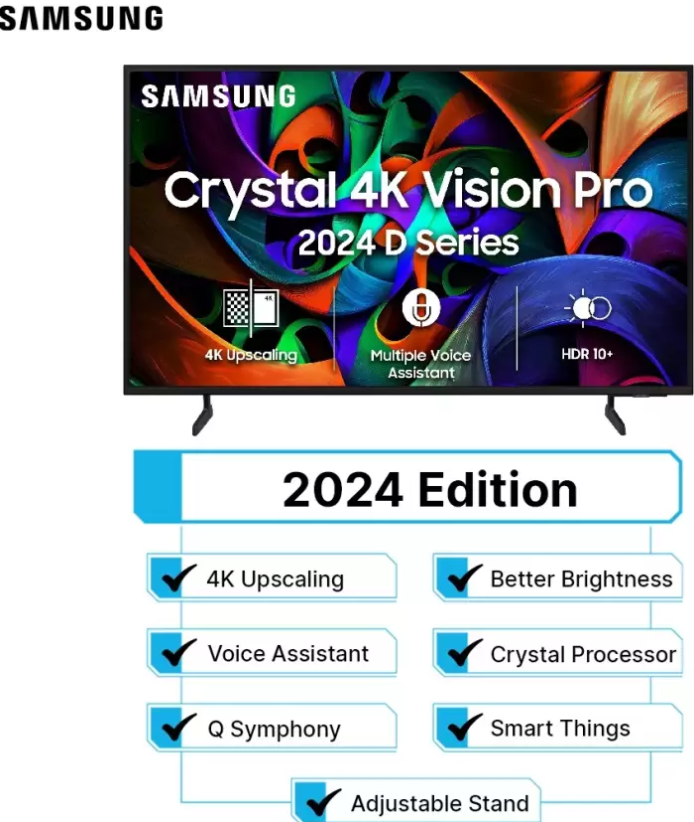 SAMSUNG
SAMSUNG
Crystal 4K Vision Pro
2024 D Series
4K
4K Upscaling
Multiple Voice
Assistant
HDR 10+
2024 Edition
4K Upscaling
Better Brightness
Voice Assistant
Crystal Processor
Q Symphony
Smart Things
Adjustable Stand